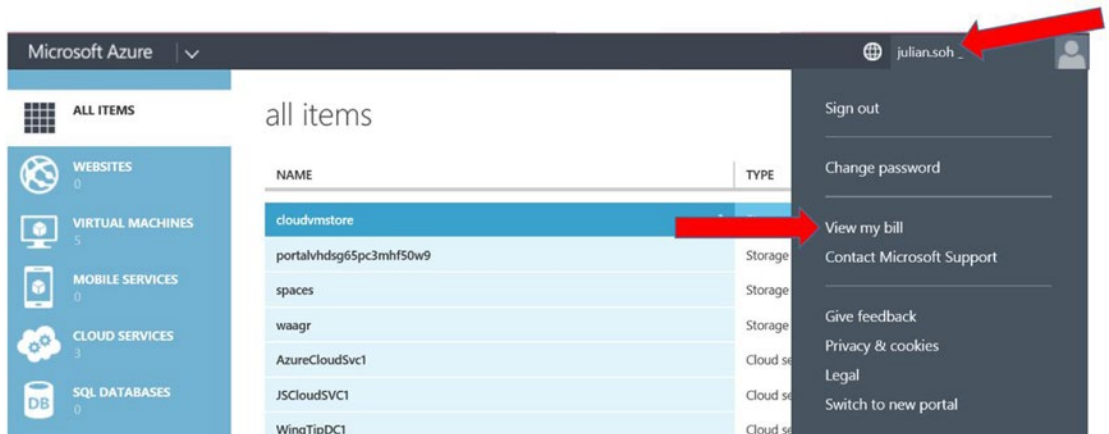 Microsoft Azure
julian.soh
ALL ITEMS
WEBSITES
0
VIRTUAL MACHINES
5
MOBILE SERVICES
0
CLOUD SERVICES
3
SQL DATABASES
0
DB
all items
NAME TYPE
cloudvmstore
portalvhdsg65pc3mhf50w9 Storage
spaces Storage
waagr Storage
AzureCloudSvc1 Cloud se
JSCloudSVC1 Cloud se
WingTipDC1 Cloud se
Sign out
Change password
View my bill
Contact Microsoft Support
Give feedback
Privacy & cookies
Legal
Switch to new portal